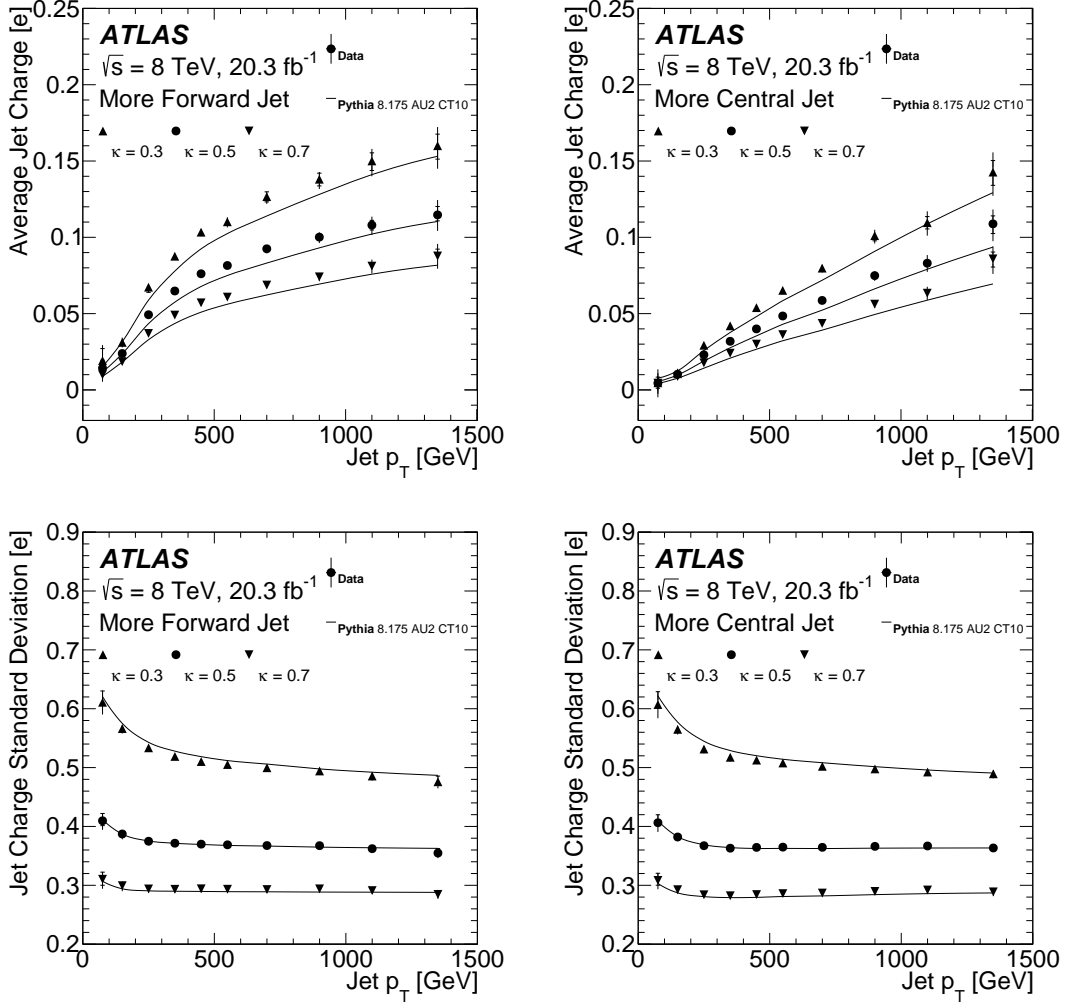 0.25
0.2
0.15
0.1
0.05
0
Average Jet Charge [e]
ATLAS
√s = 8 TeV, 20.3 fb⁻¹
Data
More Forward Jet
Pythia 8.175 AU2 CT10
κ = 0.3 κ = 0.5 κ = 0.7
0 500 1000 1500
Jet p_T [GeV]
0.25
0.2
0.15
0.1
0.05
0
Average Jet Charge [e]
ATLAS
√s = 8 TeV, 20.3 fb⁻¹
Data
More Central Jet
Pythia 8.175 AU2 CT10
κ = 0.3 κ = 0.5 κ = 0.7
0 500 1000 1500
Jet p_T [GeV]
0.9
0.8
0.7
0.6
0.5
0.4
0.3
0.2
Jet Charge Standard Deviation [e]
ATLAS
√s = 8 TeV, 20.3 fb⁻¹
Data
More Forward Jet
Pythia 8.175 AU2 CT10
κ = 0.3 κ = 0.5 κ = 0.7
0 500 1000 1500
Jet p_T [GeV]
0.9
0.8
0.7
0.6
0.5
0.4
0.3
0.2
Jet Charge Standard Deviation [e]
ATLAS
√s = 8 TeV, 20.3 fb⁻¹
Data
More Central Jet
Pythia 8.175 AU2 CT10
κ = 0.3 κ = 0.5 κ = 0.7
0 500 1000 1500
Jet p_T [GeV]